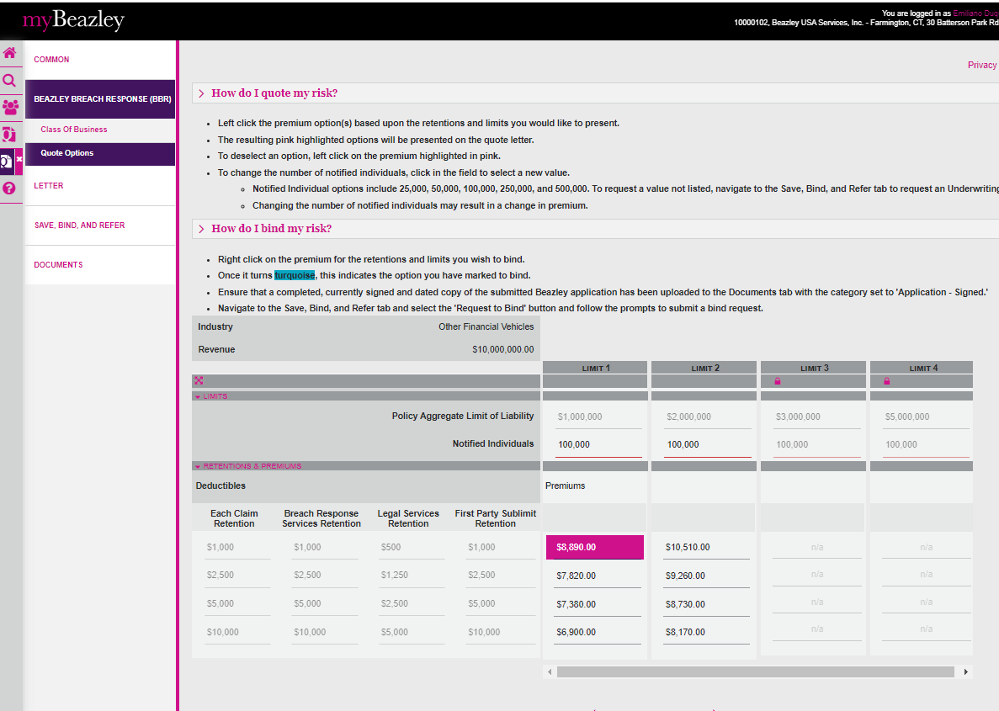 myBeazley
You are logged in as Emiliano Duq
10000102, Beazley USA Services, Inc. - Farmington, CT, 30 Batterson Park Rd
COMMON
BEAZLEY BREACH RESPONSE (BBR)
Class Of Business
Quote Options
LETTER
SAVE, BIND, AND REFER
DOCUMENTS
Privacy
How do I quote my risk?
• Left click the premium option(s) based upon the retentions and limits you would like to present.
• The resulting pink highlighted options will be presented on the quote letter.
• To deselect an option, left click on the premium highlighted in pink.
• To change the number of notified individuals, click in the field to select a new value.
◦ Notified Individual options include 25,000, 50,000, 100,000, 250,000, and 500,000. To request a value not listed, navigate to the Save, Bind, and Refer tab to request an Underwriting
◦ Changing the number of notified individuals may result in a change in premium.
How do I bind my risk?
• Right click on the premium for the retentions and limits you wish to bind.
• Once it turns turquoise, this indicates the option you have marked to bind.
• Ensure that a completed, currently signed and dated copy of the submitted Beazley application has been uploaded to the Documents tab with the category set to 'Application - Signed.'
• Navigate to the Save, Bind, and Refer tab and select the 'Request to Bind' button and follow the prompts to submit a bind request.
Industry Other Financial Vehicles
Revenue $10,000,000.00
LIMIT 1 LIMIT 2 LIMIT 3 LIMIT 4
LIMITS
Policy Aggregate Limit of Liability $1,000,000 $2,000,000 $3,000,000 $5,000,000
Notified Individuals 100,000 100,000 100,000 100,000
RETENTIONS & PREMIUMS
Deductibles Premiums
Each Claim Breach Response Legal Services First Party Sublimit
Retention Services Retention Retention Retention
$1,000 $1,000 $500 $1,000 $8,890.00 $10,510.00 n/a n/a
$2,500 $2,500 $1,250 $2,500 $7,820.00 $9,260.00 n/a n/a
$5,000 $5,000 $2,500 $5,000 $7,380.00 $8,730.00 n/a n/a
$10,000 $10,000 $5,000 $10,000 $6,900.00 $8,170.00 n/a n/a